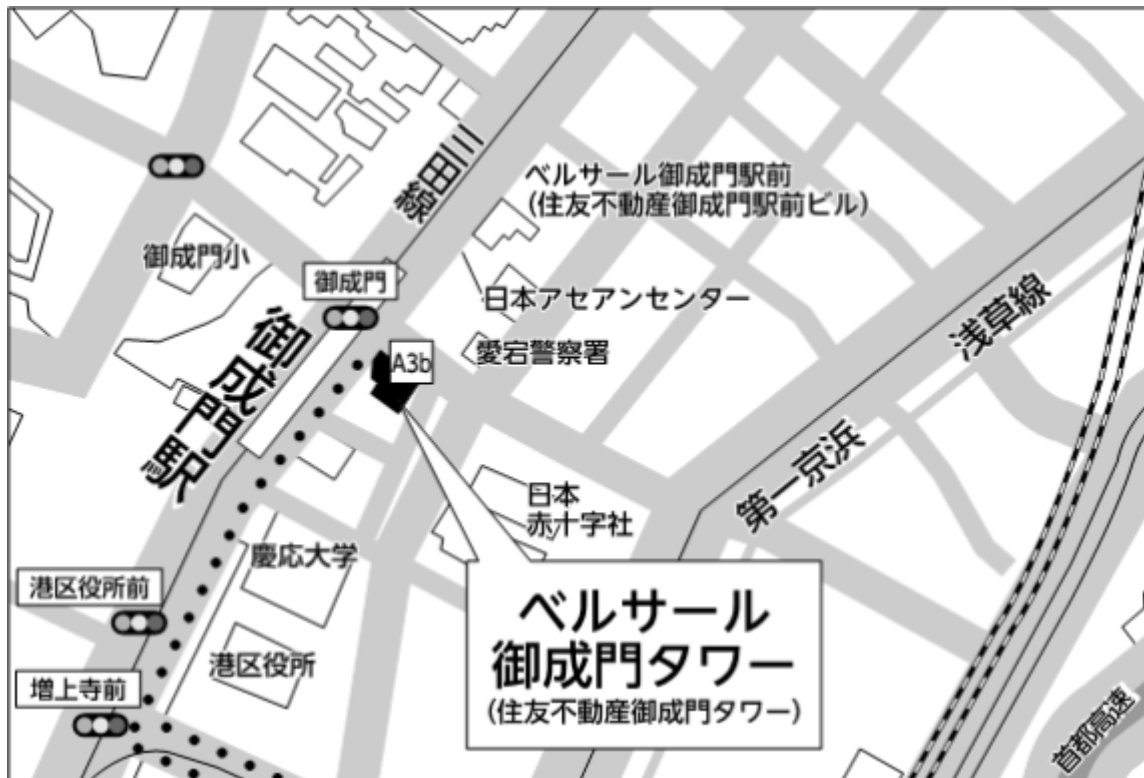 三田線
ベルサール御成門駅前
(住友不動産御成門駅前ビル)
御成門小
御成門
日本アセアンセンター
浅草線
御成門駅
A3b
愛宕警察署
第一京浜
日本
赤十字社
慶応大学
港区役所前
ベルサール
御成門タワー
(住友不動産御成門タワー)
港区役所
増上寺前
首都高速